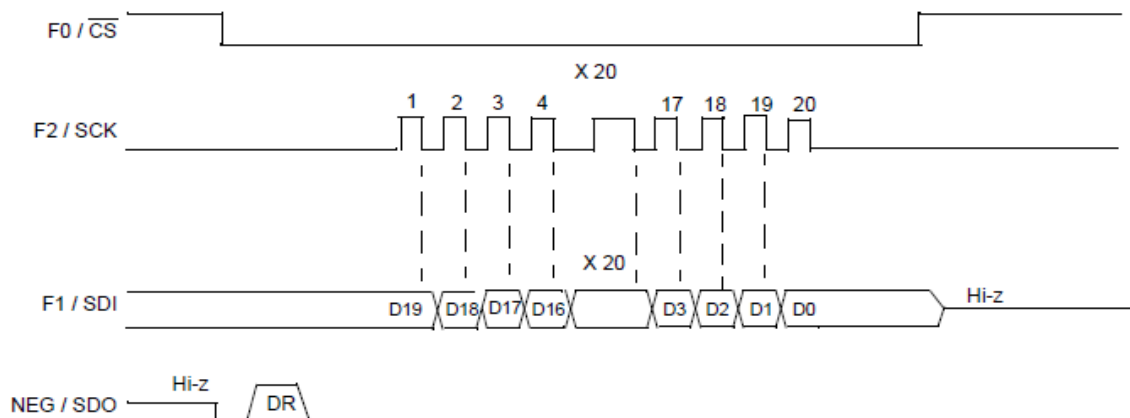 F0 / CS
X 20
1 2 3 4 17 18 19 20
F2 / SCK
X 20
F1 / SDI D19 D18 D17 D16 D3 D2 D1 D0 Hi-z
Hi-z
NEG / SDO DR